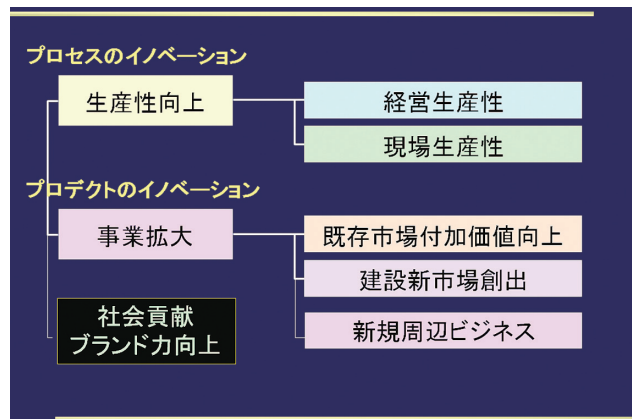 プロセスのイノベーション
生産性向上
経営生産性
現場生産性
プロデクトのイノベーション
事業拡大
既存市場付加価値向上
建設新市場創出
社会貢献
ブランド力向上
新規周辺ビジネス